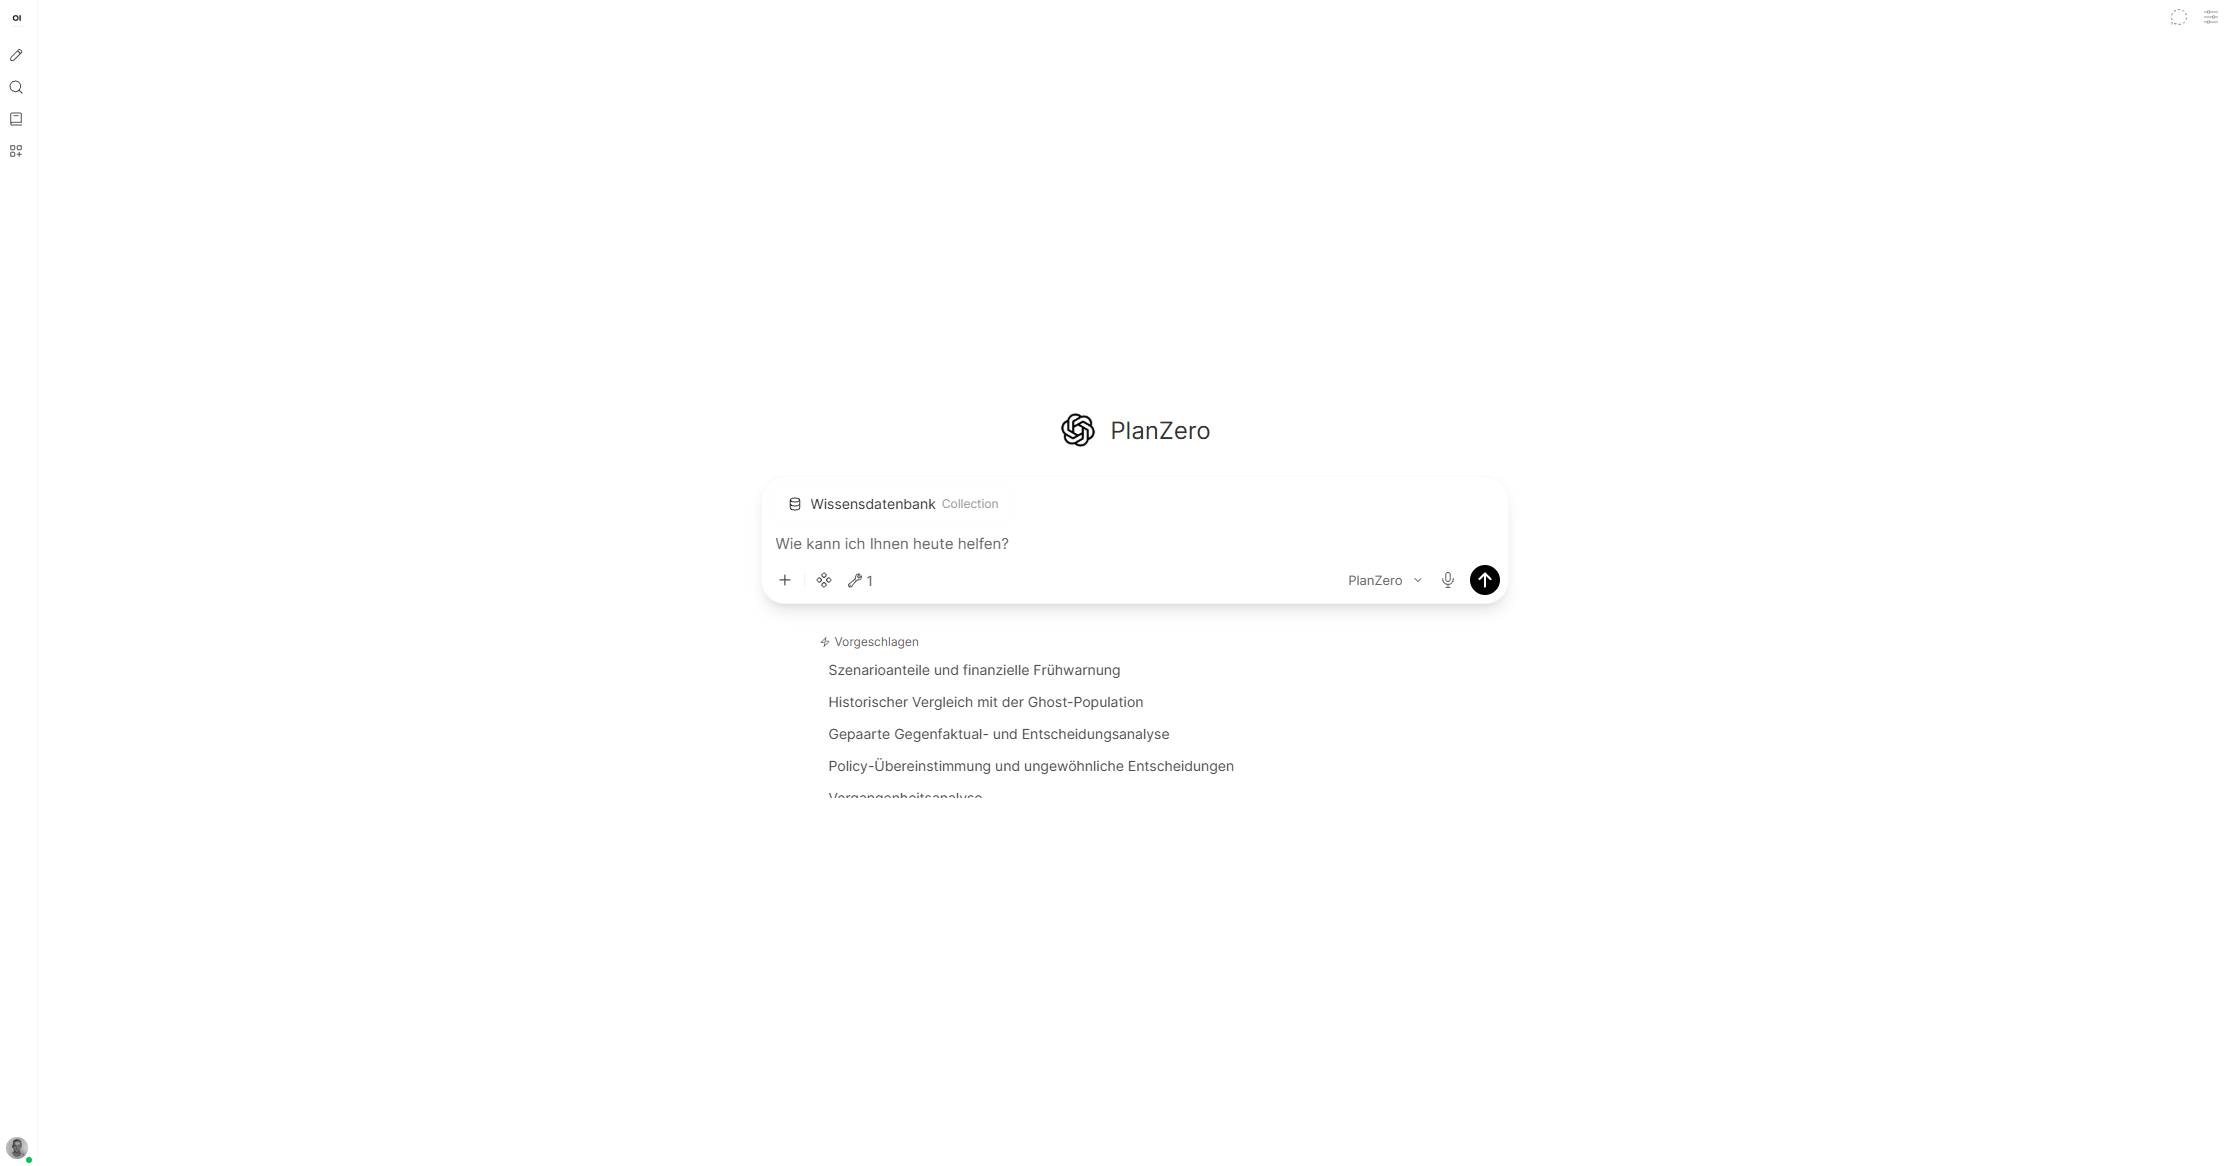 OI
PlanZero
Wissensdatenbank Collection
Wie kann ich Ihnen heute helfen?
1
PlanZero
Vorgeschlagen
Szenarioanteile und finanzielle Frühwarnung
Historischer Vergleich mit der Ghost-Population
Gepaarte Gegenfaktual- und Entscheidungsanalyse
Policy-Übereinstimmung und ungewöhnliche Entscheidungen
Vergangenheitsanalyse